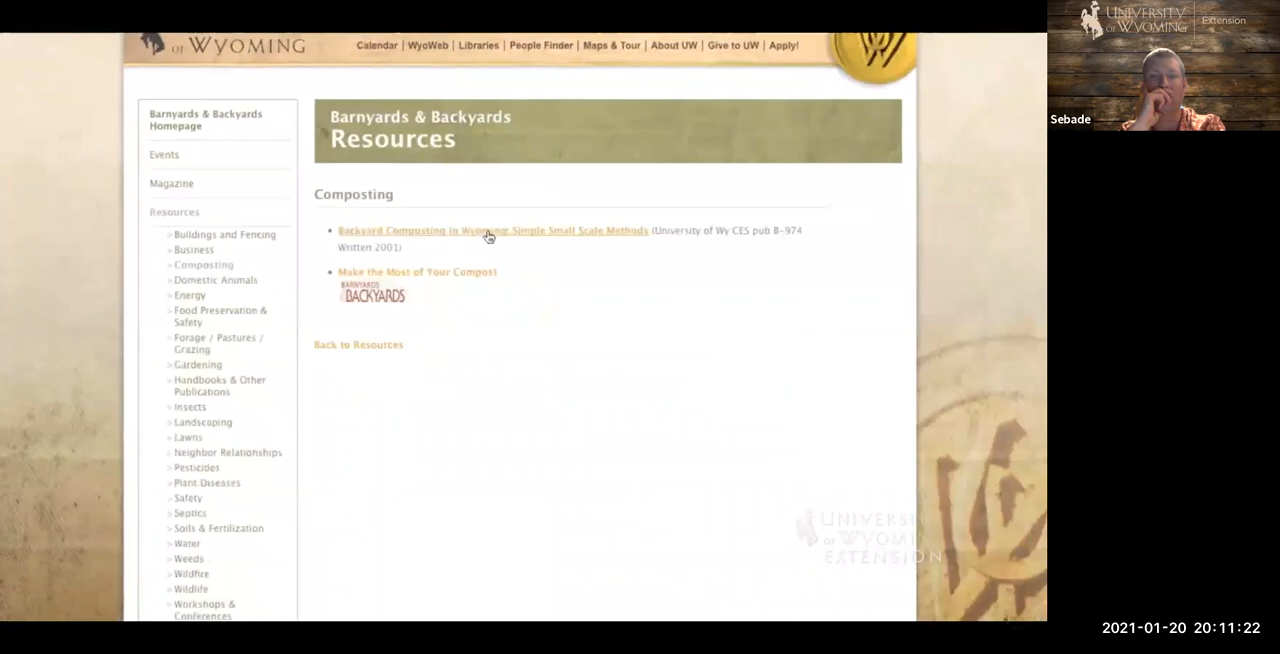 OF WYOMING
Calendar | WyoWeb | Libraries | People Finder | Maps & Tour | About UW | Give to UW | Apply!
UNIVERSITY
OF WYOMING
Extension
Sebade
Barnyards & Backyards
Homepage
Events
Magazine
Resources
> Buildings and Fencing
> Business
> Composting
> Domestic Animals
> Energy
> Food Preservation &
Safety
> Forage / Pastures /
Grazing
> Gardening
> Handbooks & Other
Publications
> Insects
> Landscaping
> Lawns
> Neighbor Relationships
> Pesticides
> Plant Diseases
> Safety
> Septics
> Soils & Fertilization
> Water
> Weeds
> Wildfire
> Wildlife
> Workshops &
Conferences
Barnyards & Backyards
Resources
Composting
• Backyard Composting in Wyoming: Simple Small Scale Methods (University of Wy CES pub B-974
Written 2001)
• Make the Most of Your Compost
BARNYARDS
BACKYARDS
Back to Resources
UNIVERSI
OF WYOMI
EXTENSION
2021-01-20 20:11:22